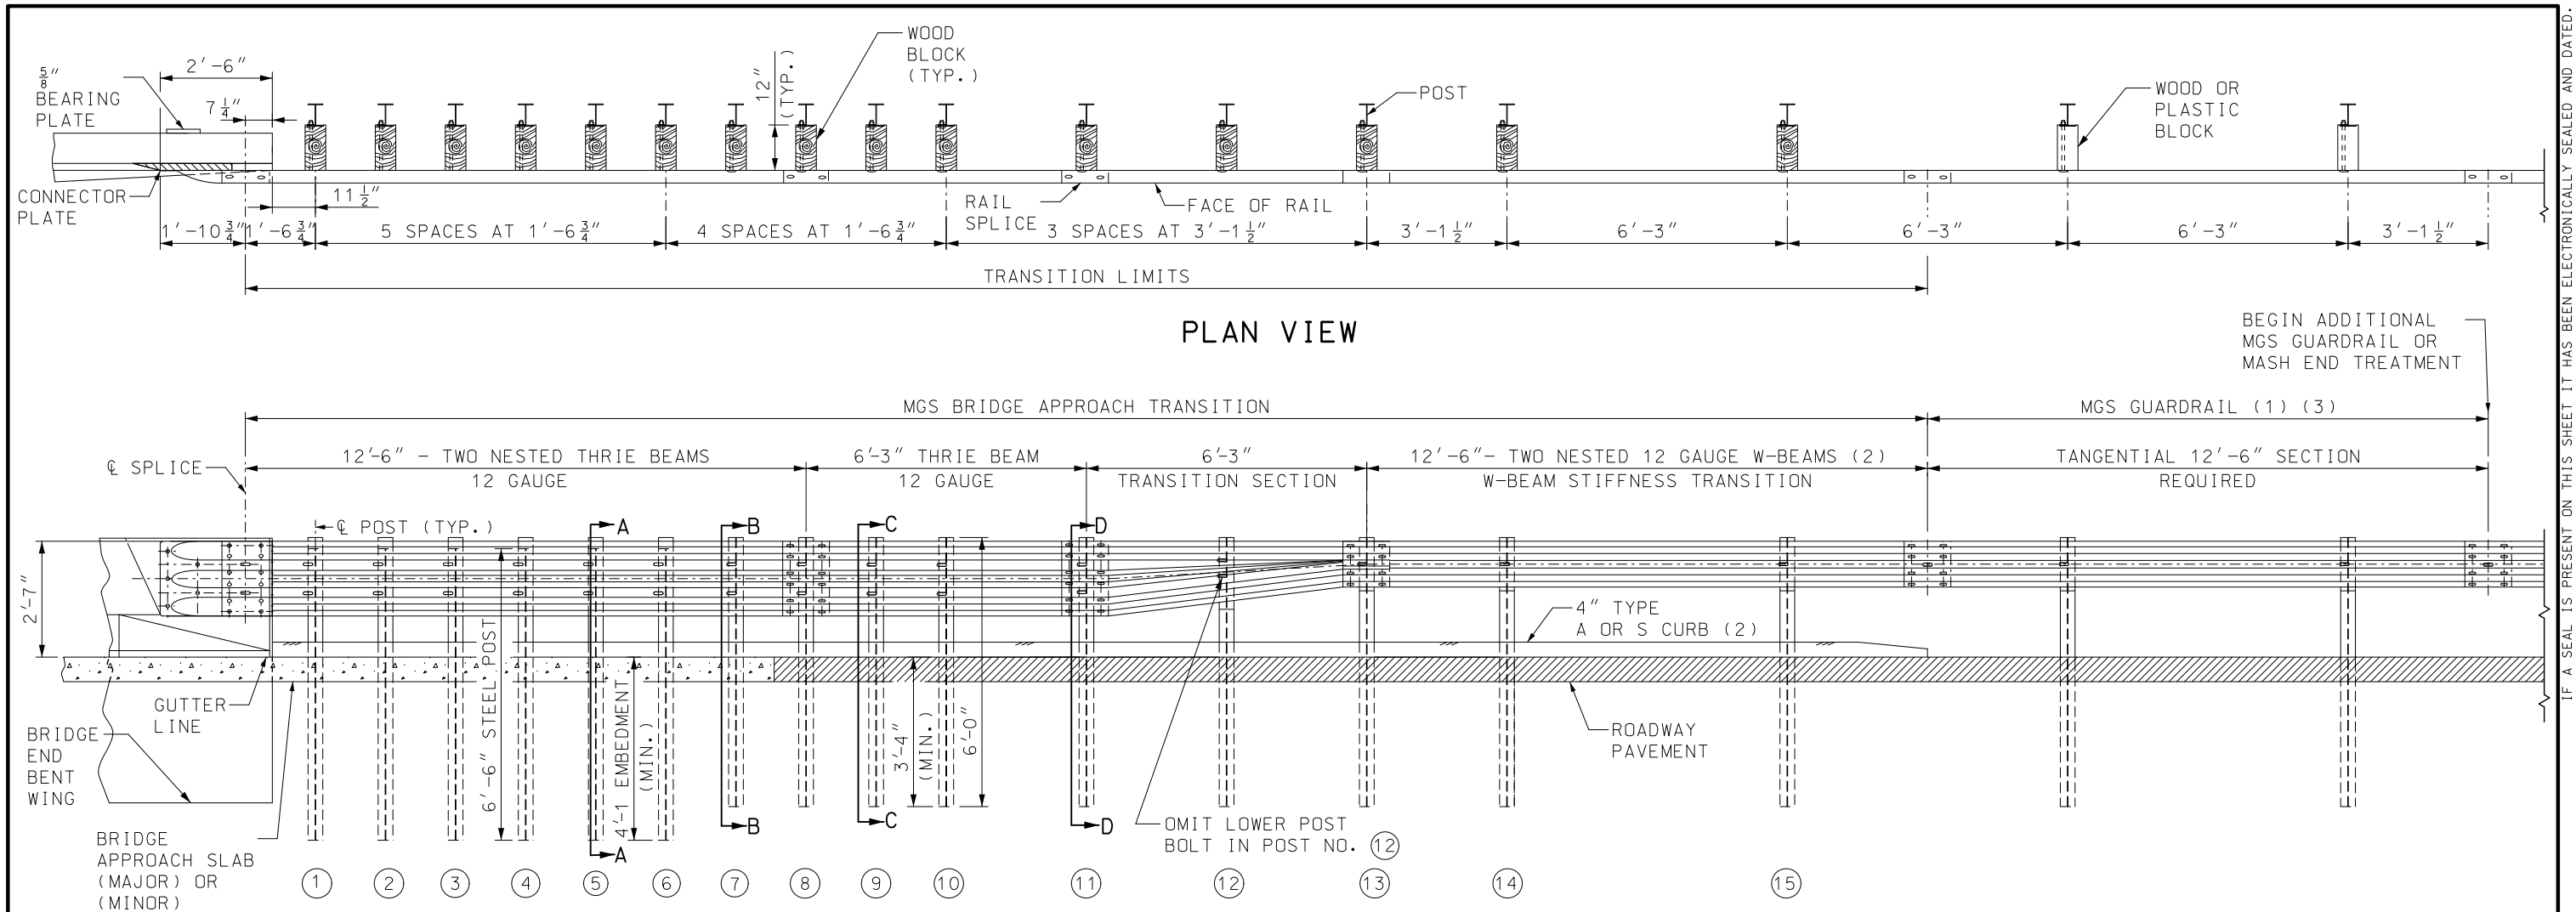 WOOD
BLOCK
(TYP.)
2′-6″
5/8″
BEARING
PLATE
7 1/4″
12″
(TYP.)
POST
WOOD OR
PLASTIC
BLOCK
CONNECTOR
PLATE
11 1/2″
RAIL
SPLICE
FACE OF RAIL
1′-10 3/4″
1′-6 3/4″
5 SPACES AT 1′-6 3/4″
4 SPACES AT 1′-6 3/4″
3 SPACES AT 3′-1 1/2″
3′-1 1/2″
6′-3″
6′-3″
6′-3″
3′-1 1/2″
TRANSITION LIMITS
PLAN VIEW
BEGIN ADDITIONAL
MGS GUARDRAIL OR
MASH END TREATMENT
MGS BRIDGE APPROACH TRANSITION
MGS GUARDRAIL (1) (3)
℄ SPLICE
12′-6″ - TWO NESTED THRIE BEAMS
12 GAUGE
6′-3″ THRIE BEAM
12 GAUGE
6′-3″
TRANSITION SECTION
12′-6″- TWO NESTED 12 GAUGE W-BEAMS (2)
W-BEAM STIFFNESS TRANSITION
TANGENTIAL 12′-6″ SECTION
REQUIRED
℄ POST (TYP.)
A
B
C
D
2′-7″
4″ TYPE
A OR S CURB (2)
GUTTER
LINE
6′-6″ STEEL POST
4′-1 EMBEDMENT
(MIN.)
3′-4″
(MIN.)
6′-0″
ROADWAY
PAVEMENT
BRIDGE
END
BENT
WING
A
B
C
D
OMIT LOWER POST
BOLT IN POST NO. 12
BRIDGE
APPROACH SLAB
(MAJOR) OR
(MINOR)
1 2 3 4 5 6 7 8 9 10 11 12 13 14 15
IF A SEAL IS PRESENT ON THIS SHEET IT HAS BEEN ELECTRONICALLY SEALED AND DATED.